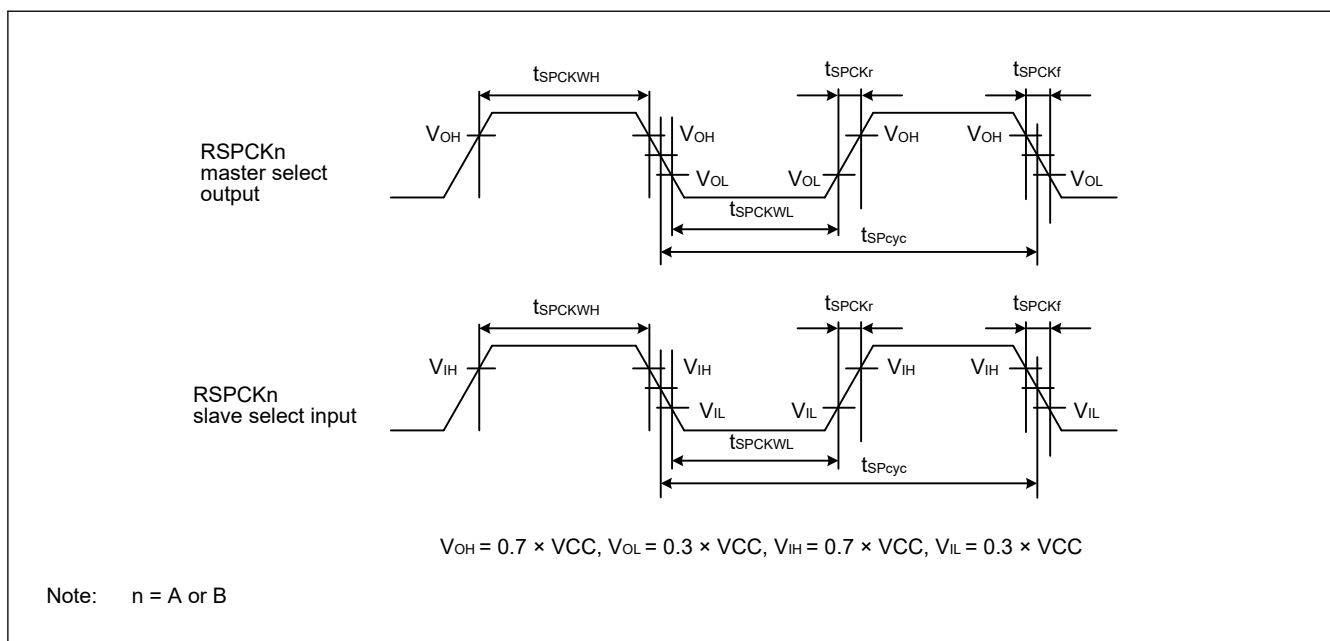 tSPCKWH tSPCKr tSPCKf
VOH VOH VOH VOH
RSPCKn
master select
output
VOL VOL VOL
tSPCKWL
tSPcyc
tSPCKWH tSPCKr tSPCKf
VIH VIH VIH VIH
RSPCKn
slave select input
VIL VIL VIL
tSPCKWL
tSPcyc
VOH = 0.7 × VCC, VOL = 0.3 × VCC, VIH = 0.7 × VCC, VIL = 0.3 × VCC
Note: n = A or B